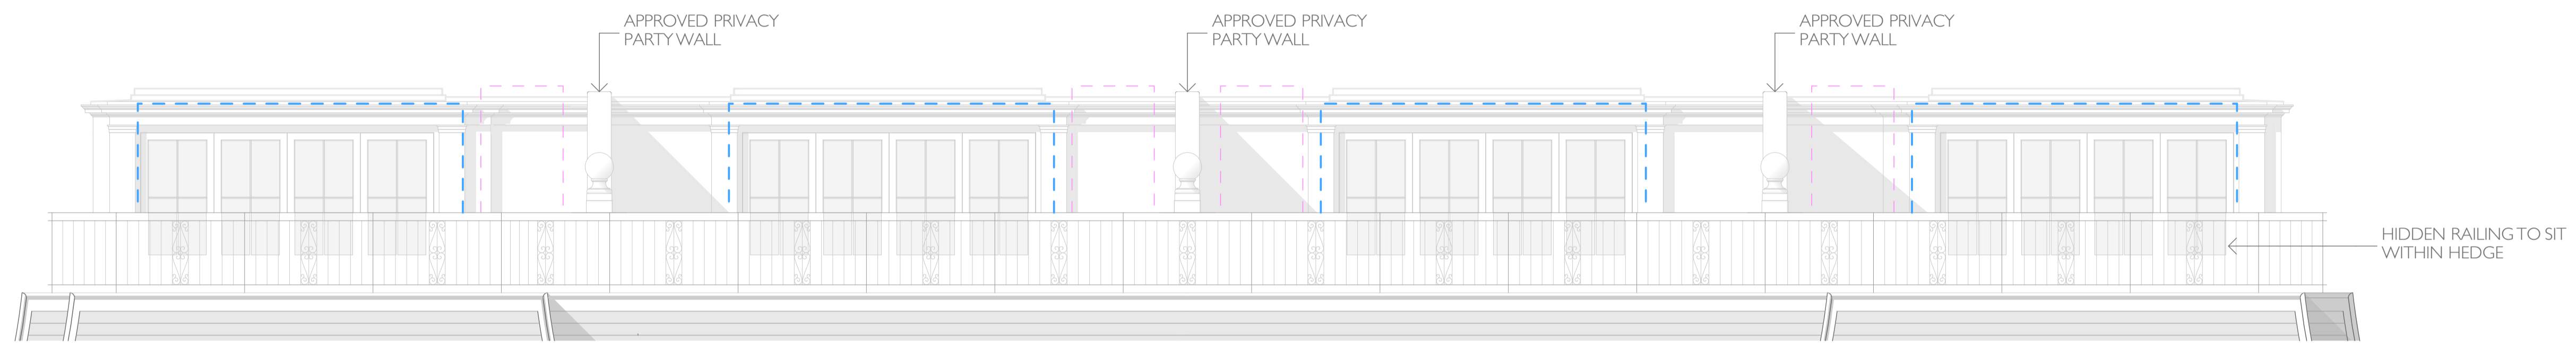 APPROVED PRIVACY
PARTY WALL
APPROVED PRIVACY
PARTY WALL
APPROVED PRIVACY
PARTY WALL
HIDDEN RAILING TO SIT
WITHIN HEDGE